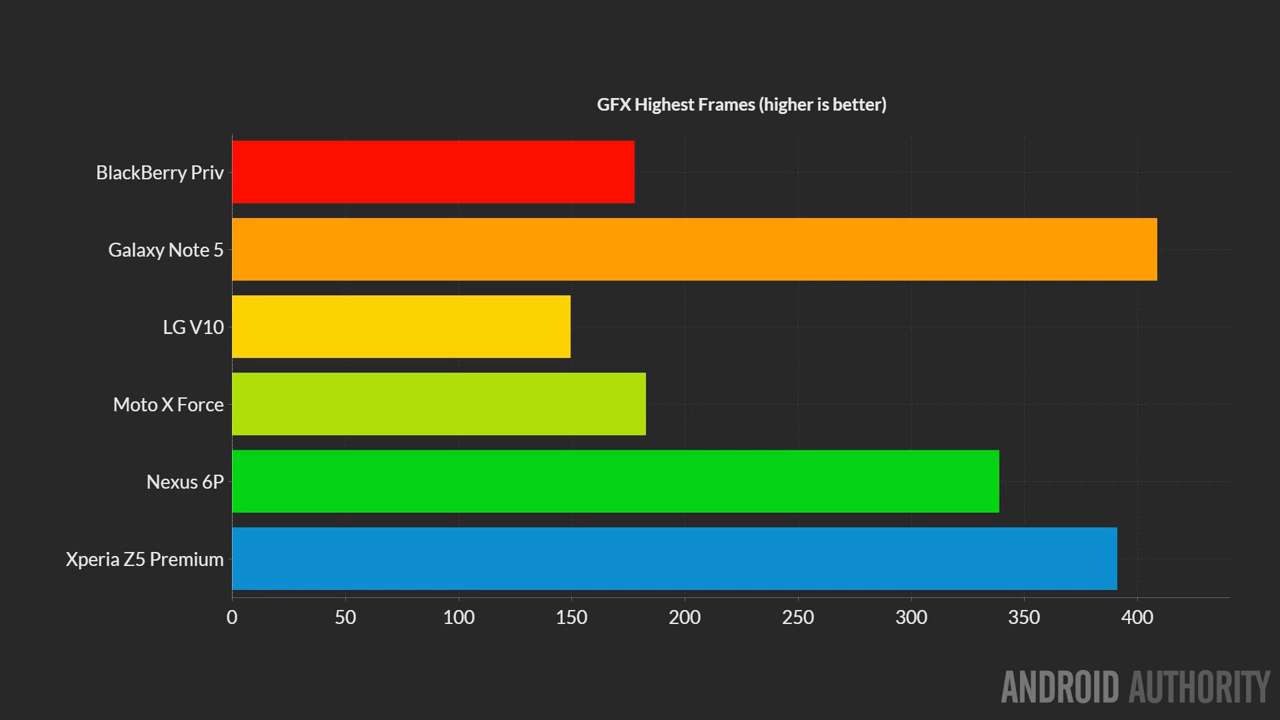 GFX Highest Frames (higher is better)
BlackBerry Priv
Galaxy Note 5
LG V10
Moto X Force
Nexus 6P
Xperia Z5 Premium
0 50 100 150 200 250 300 350 400
ANDROID AUTHORITY